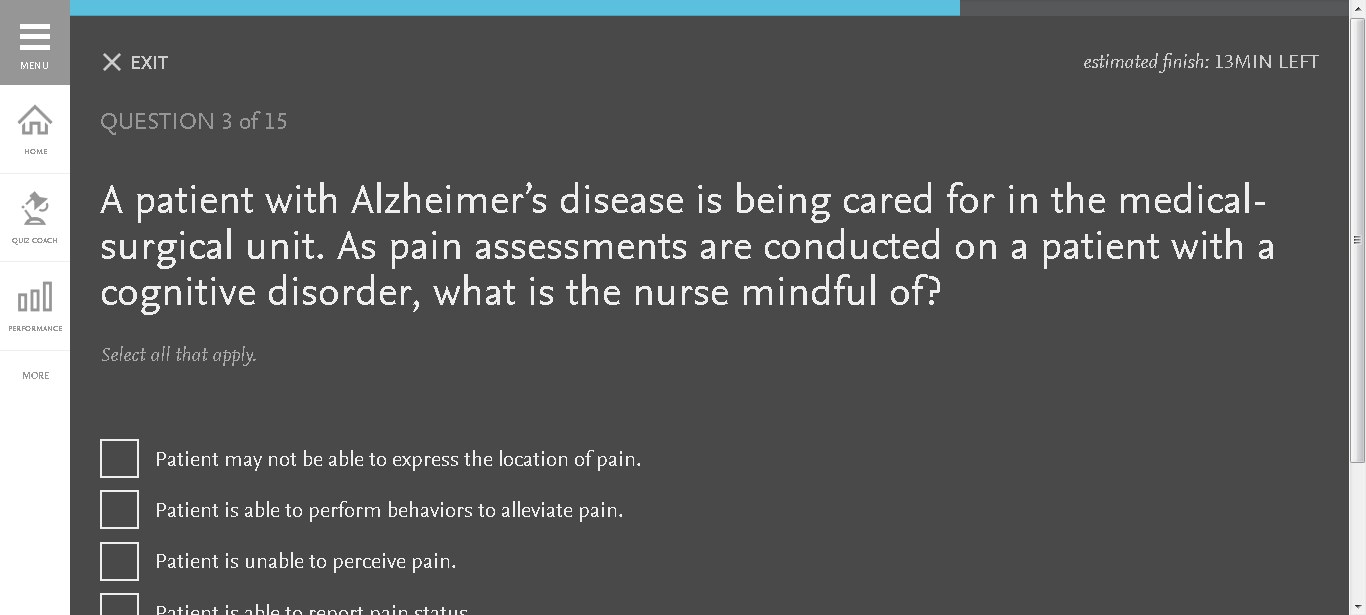 MENU
EXIT
estimated finish: 13MIN LEFT
HOME
QUESTION 3 of 15
A patient with Alzheimer’s disease is being cared for in the medical-
surgical unit. As pain assessments are conducted on a patient with a
cognitive disorder, what is the nurse mindful of?
QUIZ COACH
PERFORMANCE
MORE
Select all that apply.
Patient may not be able to express the location of pain.
Patient is able to perform behaviors to alleviate pain.
Patient is unable to perceive pain.
Patient is able to report pain status.